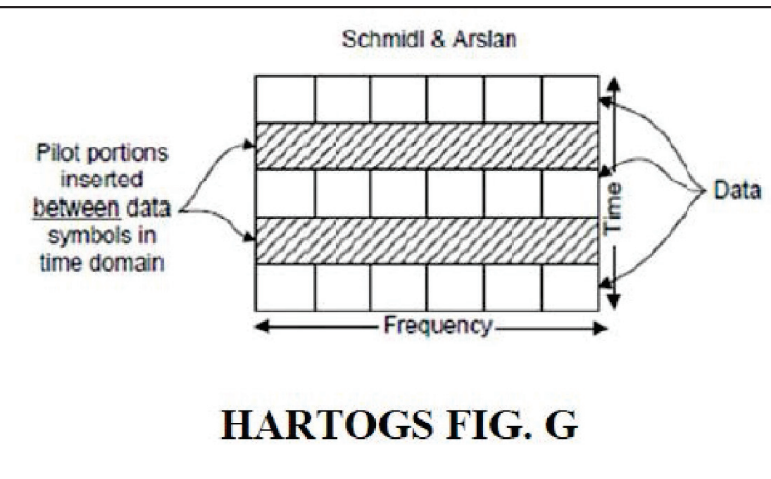 Schmidl & Arslan
Pilot portions
inserted
between data
symbols in
time domain
Time
Data
Frequency
HARTOGS FIG. G